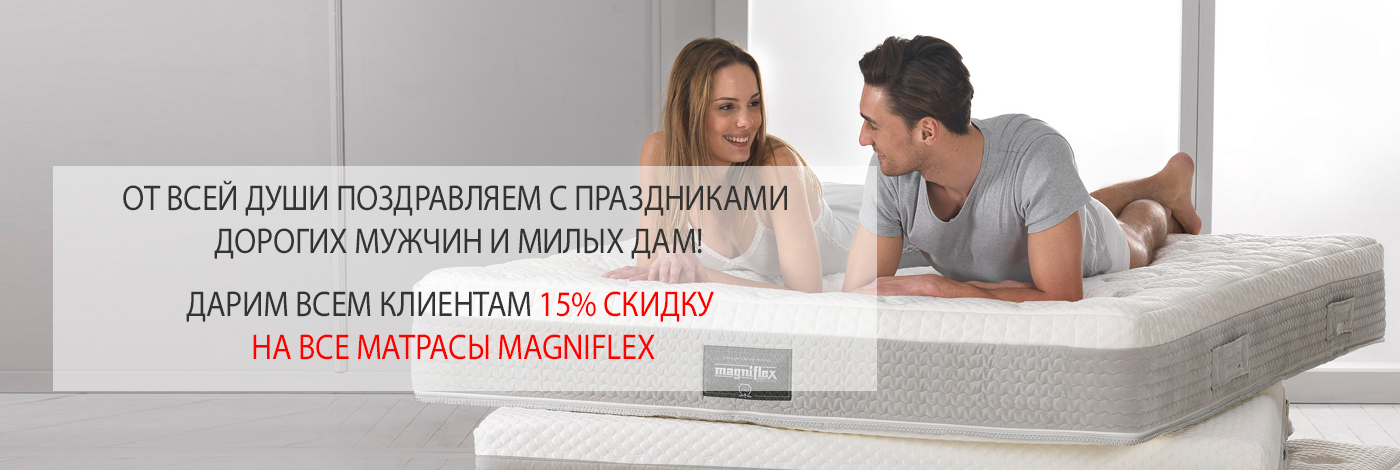 ОТ ВСЕЙ ДУШИ ПОЗДРАВЛЯЕМ С ПРАЗДНИКАМИ
ДОРОГИХ МУЖЧИН И МИЛЫХ ДАМ!
ДАРИМ ВСЕМ КЛИЕНТАМ 15% СКИДКУ
НА ВСЕ МАТРАСЫ MAGNIFLEX
magniflex